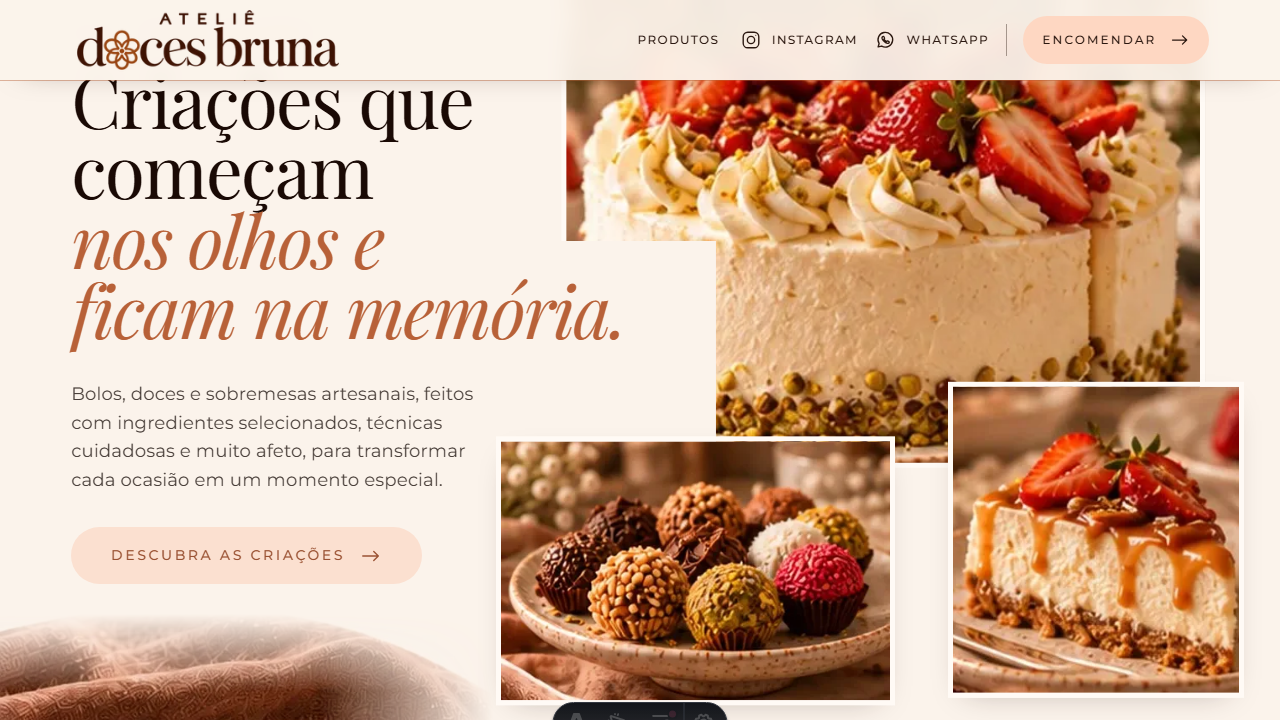 ATELIÊ
doces bruna
PRODUTOS
INSTAGRAM
WHATSAPP
ENCOMENDAR
Criações que
começam
nos olhos e
ficam na memória.
Bolos, doces e sobremesas artesanais, feitos
com ingredientes selecionados, técnicas
cuidadosas e muito afeto, para transformar
cada ocasião em um momento especial.
DESCUBRA AS CRIAÇÕES